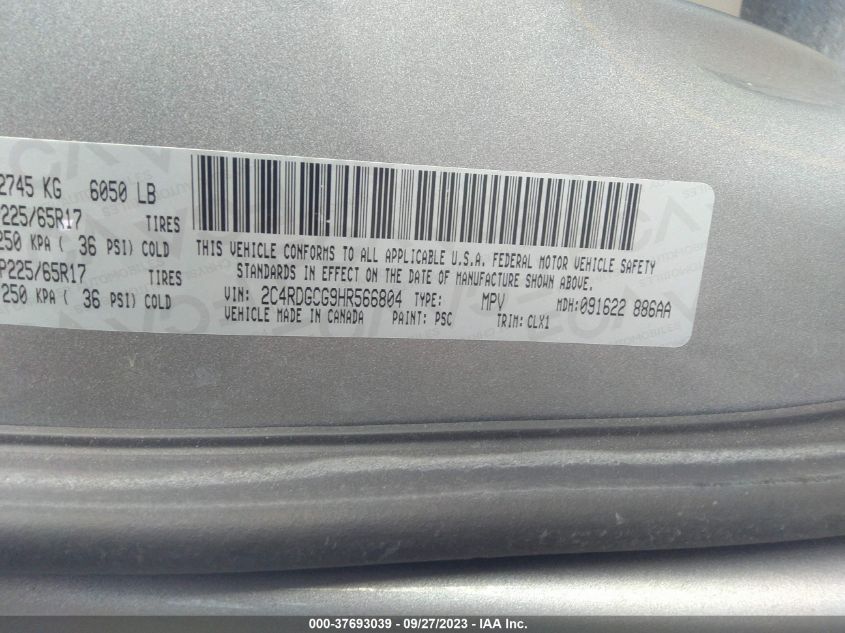 2745 KG 6050 LB
P225/65R17 TIRES
250 KPA ( 36 PSI) COLD
P225/65R17 TIRES
250 KPA ( 36 PSI) COLD
THIS VEHICLE CONFORMS TO ALL APPLICABLE U.S.A. FEDERAL MOTOR VEHICLE SAFETY
STANDARDS IN EFFECT ON THE DATE OF MANUFACTURE SHOWN ABOVE.
VIN: 2C4RDGCG9HR566804 TYPE: MPV MDH:091622 886AA
VEHICLE MADE IN CANADA PAINT: PSC TRIM: CLX1
000-37693039 - 09/27/2023 - IAA Inc.